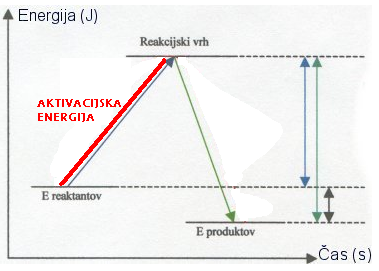 Energija (J)
Reakcijski vrh
AKTIVACIJSKA
ENERGIJA
E reaktantov
E produktov
Čas (s)